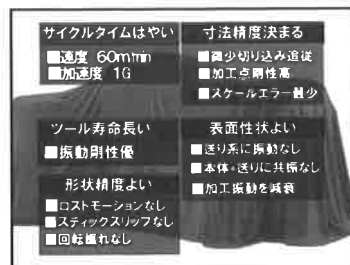 サイクルタイムはやい
■速度 60m/min
■加速度 1G
寸法精度決まる
■微少切り込み追従
■加工点剛性高
■スケールエラー最少
ツール寿命長い
■振動剛性優
表面性状よい
■送り系に振動なし
■本体・送りに共振なし
■加工振動を減衰
形状精度よい
■ロストモーションなし
■スティックスリップなし
■回転振れなし